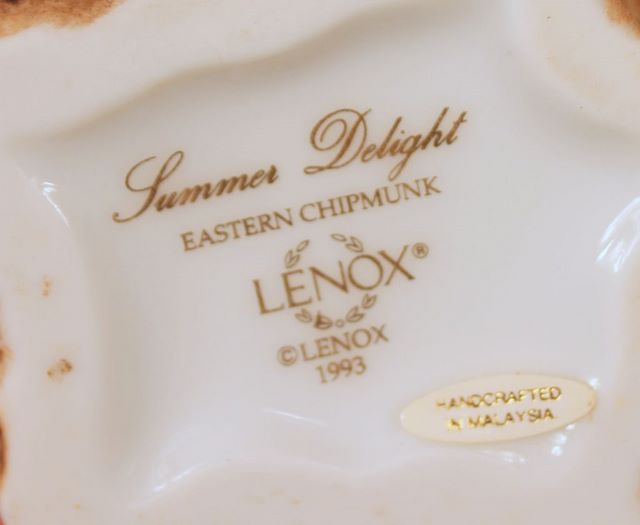 Summer Delight
EASTERN CHIPMUNK
LENOX®
©LENOX
1993
HANDCRAFTED
IN MALAYSIA